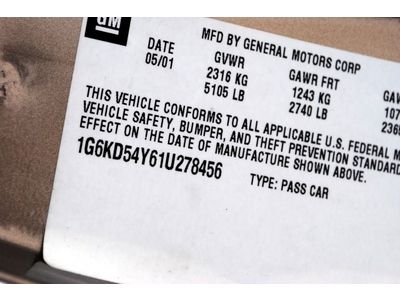 GM
MFD BY GENERAL MOTORS CORP
DATE GVWR GAWR FRT
05/01 2316 KG 1243 KG
5105 LB 2740 LB
THIS VEHICLE CONFORMS TO ALL APPLICABLE U.S. FEDERAL
VEHICLE SAFETY, BUMPER, AND THEFT PREVENTION
EFFECT ON THE DATE OF MANUFACTURE SHOWN ABOVE.
1G6KD54Y61U278456 TYPE: PASS CAR